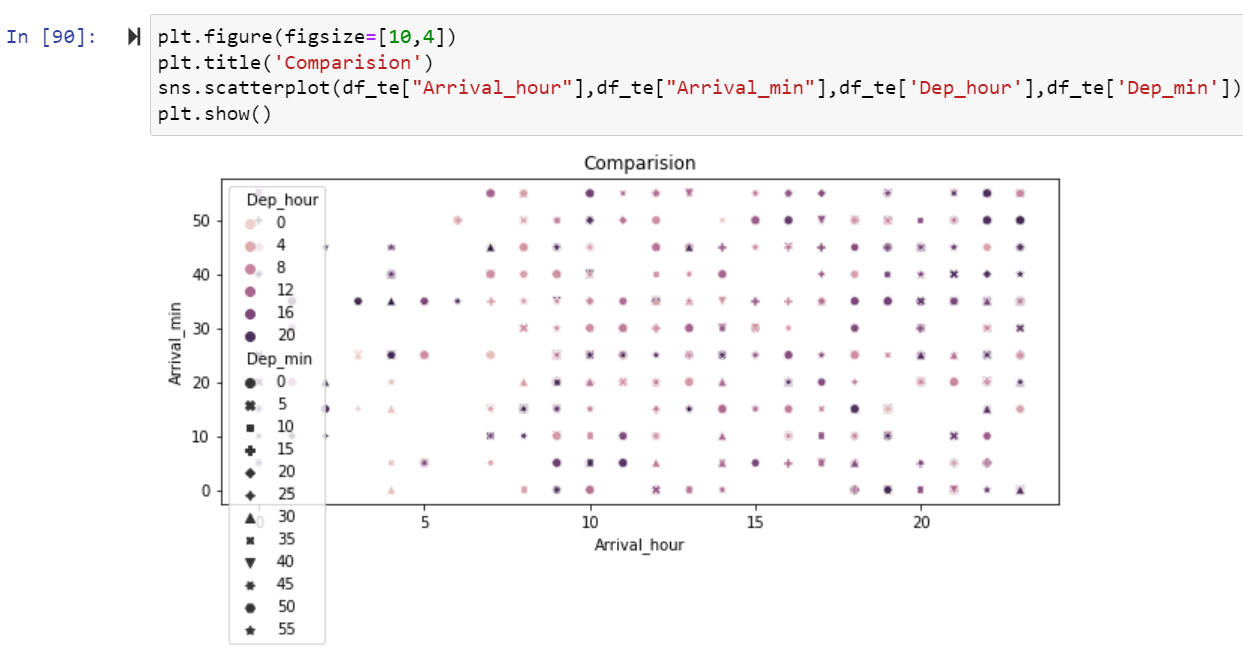 In [90]:
plt.figure(figsize=[10,4])
plt.title('Comparision')
sns.scatterplot(df_te["Arrival_hour"],df_te["Arrival_min"],df_te['Dep_hour'],df_te['Dep_min'])
plt.show()
Comparision
Dep_hour
0
4
8
12
16
20
Dep_min
0
5
10
15
20
25
30
35
40
45
50
55
Arrival_min
50
40
30
20
10
0
0
5
10
15
20
Arrival_hour